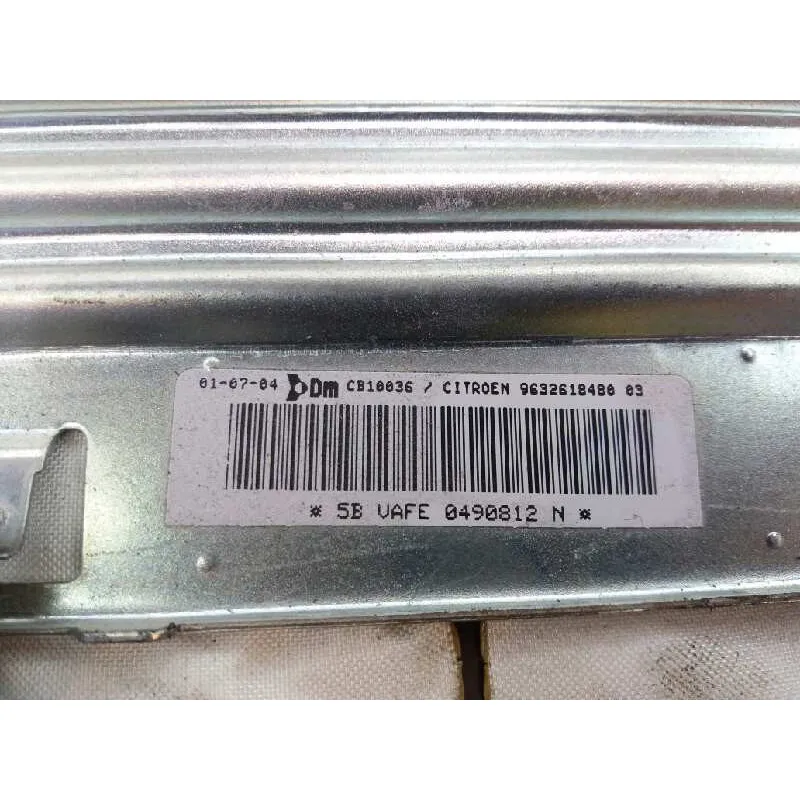 01-07-04 Dm CB10036 / CITROEN 9632618480 03
* 5B VAFE 0490812 N *